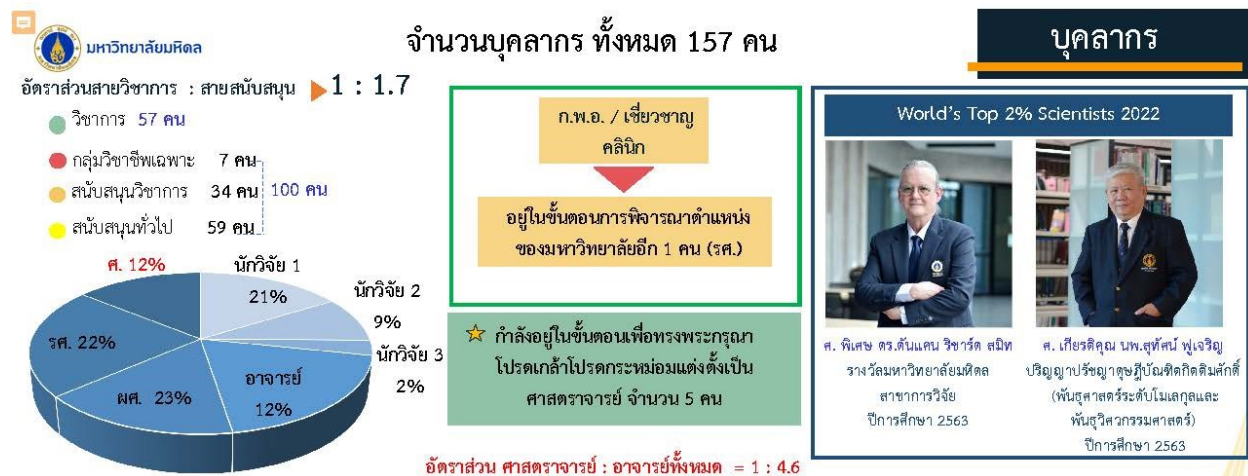 มหาวิทยาลัยมหิดล
จำนวนบุคลากร ทั้งหมด 157 คน
บุคลากร
อัตราส่วนสายวิชาการ : สายสนับสนุน 1 : 1.7
วิชาการ 57 คน
กลุ่มวิชาชีพเฉพาะ 7 คน
สนับสนุนวิชาการ 34 คน
100 คน
สนับสนุนทั่วไป 59 คน
ศ. 12%
นักวิจัย 1
21%
นักวิจัย 2
9%
นักวิจัย 3
2%
อาจารย์
12%
ผศ. 23%
รศ. 22%
ก.พ.อ. / เชี่ยวชาญ
คลินิก
อยู่ในขั้นตอนการพิจารณาตำแหน่ง
ของมหาวิทยาลัยอีก 1 คน (รศ.)
กำลังอยู่ในขั้นตอนเพื่อทรงพระกรุณา
โปรดเกล้าโปรดกระหม่อมแต่งตั้งเป็น
ศาสตราจารย์ จำนวน 5 คน
อัตราส่วน ศาสตราจารย์ : อาจารย์ทั้งหมด = 1 : 4.6
World's Top 2% Scientists 2022
ศ. พิเศษ ดร.ดันแคน ริชาร์ด สมิท
รางวัลมหาวิทยาลัยมหิดล
สาขาการวิจัย
ปีการศึกษา 2563
ศ. เกียรติคุณ นพ.สุทัศน์ ฟู่เจริญ
ปริญญาปรัชญาดุษฎีบัณฑิตกิตติมศักดิ์
(พันธุศาสตร์ระดับโมเลกุลและ
พันธุวิศวกรรมศาสตร์)
ปีการศึกษา 2563